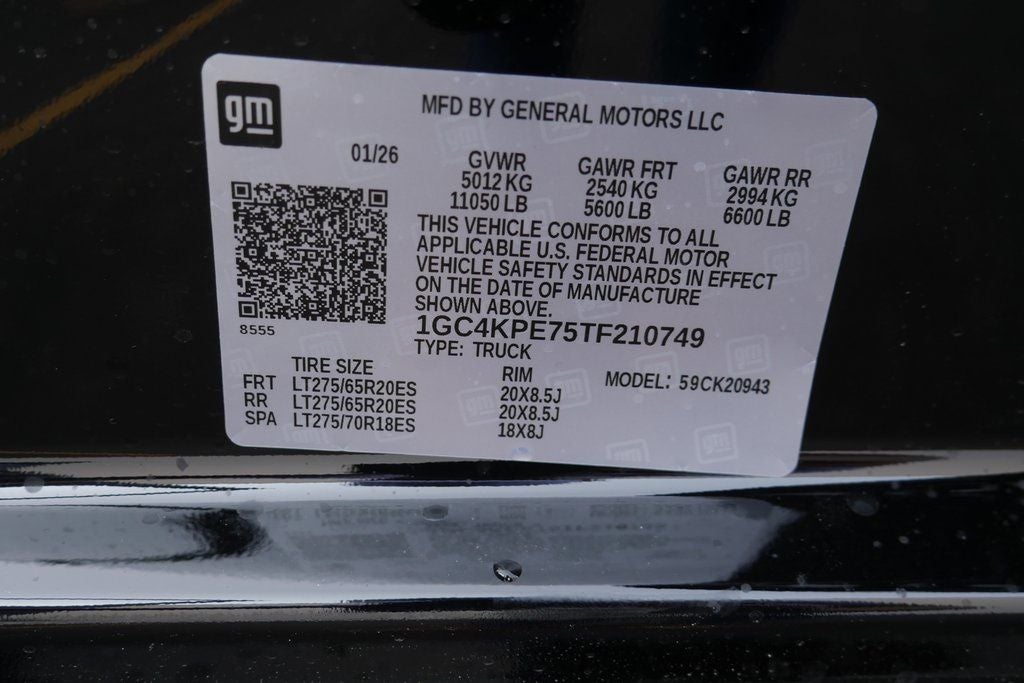 gm
MFD BY GENERAL MOTORS LLC
01/26
GVWR GAWR FRT GAWR RR
5012 KG 2540 KG 2994 KG
11050 LB 5600 LB 6600 LB
THIS VEHICLE CONFORMS TO ALL
APPLICABLE U.S. FEDERAL MOTOR
VEHICLE SAFETY STANDARDS IN EFFECT
ON THE DATE OF MANUFACTURE
SHOWN ABOVE.
1GC4KPE75TF210749
TYPE: TRUCK
8555
TIRE SIZE RIM MODEL: 59CK20943
FRT LT275/65R20ES 20X8.5J
RR LT275/65R20ES 20X8.5J
SPA LT275/70R18ES 18X8J